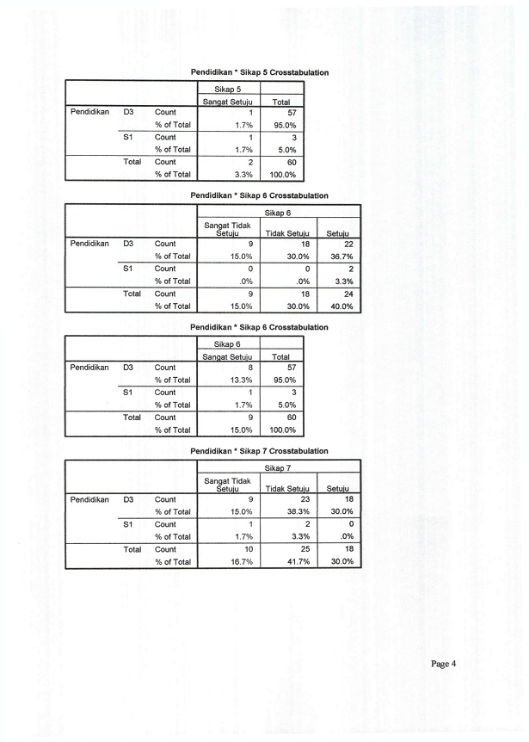 Pendidikan * Sikap 5 Crosstabulation
Sikap 5
Sangat Setuju Total
Pendidikan D3 Count 1 57
% of Total 1.7% 95.0%
S1 Count 1 3
% of Total 1.7% 5.0%
Total Count 2 60
% of Total 3.3% 100.0%
Pendidikan * Sikap 6 Crosstabulation
Sikap 6
Sangat Tidak
Setuju Tidak Setuju Setuju
Pendidikan D3 Count 9 18 22
% of Total 15.0% 30.0% 36.7%
S1 Count 0 0 2
% of Total .0% .0% 3.3%
Total Count 9 18 24
% of Total 15.0% 30.0% 40.0%
Pendidikan * Sikap 6 Crosstabulation
Sikap 6
Sangat Setuju Total
Pendidikan D3 Count 8 57
% of Total 13.3% 95.0%
S1 Count 1 3
% of Total 1.7% 5.0%
Total Count 9 60
% of Total 15.0% 100.0%
Pendidikan * Sikap 7 Crosstabulation
Sikap 7
Sangat Tidak
Setuju Tidak Setuju Setuju
Pendidikan D3 Count 9 23 18
% of Total 15.0% 38.3% 30.0%
S1 Count 1 2 0
% of Total 1.7% 3.3% .0%
Total Count 10 25 18
% of Total 16.7% 41.7% 30.0%
Page 4